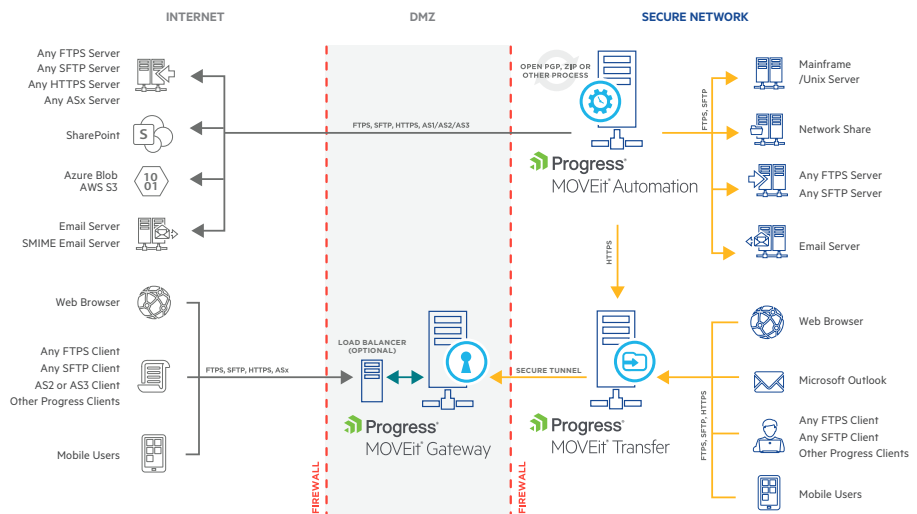 INTERNET
DMZ
SECURE NETWORK
Any FTPS Server
Any SFTP Server
Any HTTPS Server
Any ASx Server
SharePoint
S
Azure Blob
AWS S3
10
01
Email Server
SMIME Email Server
FTPS, SFTP, HTTPS, AS1/AS2/AS3
OPEN PGP, ZIP OR
OTHER PROCESS
Progress®
MOVEit® Automation
FTPS, SFTP
Mainframe
/Unix Server
Network Share
Any FTPS Server
Any SFTP Server
Email Server
HTTPS
Web Browser
Any FTPS Client
Any SFTP Client
AS2 or AS3 Client
Other Progress Clients
Mobile Users
FTPS, SFTP, HTTPS, ASx
LOAD BALANCER
(OPTIONAL)
Progress®
MOVEit® Gateway
SECURE TUNNEL
Progress®
MOVEit® Transfer
FTPS, SFTP, HTTPS
Web Browser
Microsoft Outlook
Any FTPS Client
Any SFTP Client
Other Progress Clients
Mobile Users
FIREWALL
FIREWALL